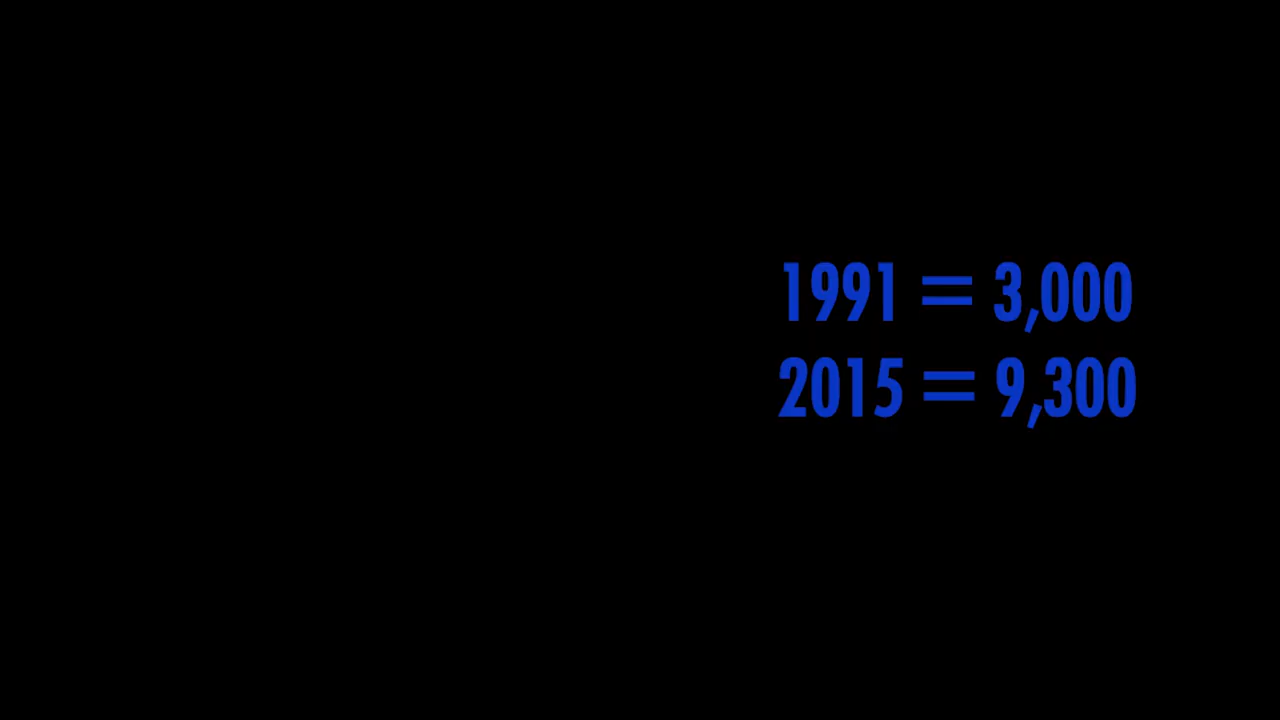 1991 = 3,000
2015 = 9,300